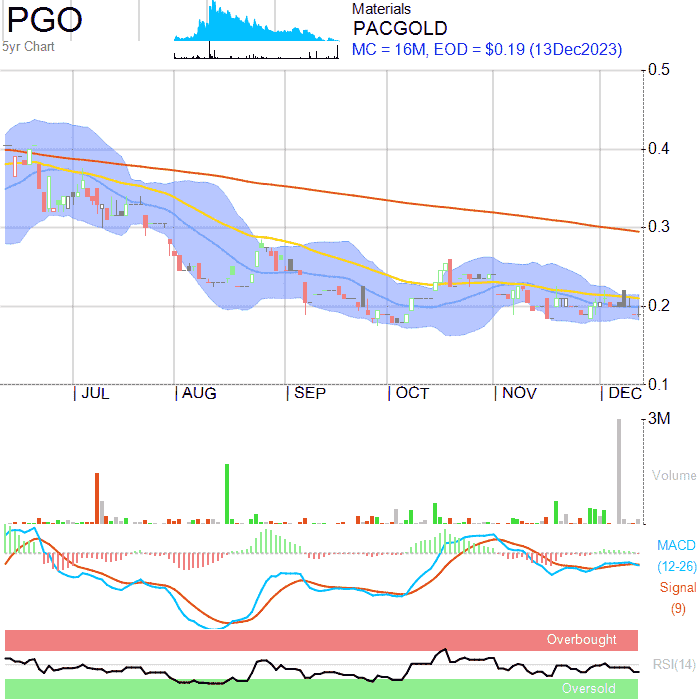 PGO
5yr Chart
Materials
PACGOLD
MC = 16M, EOD = $0.19 (13Dec2023)
0.5
0.4
0.3
0.2
0.1
| JUL | AUG | SEP | OCT | NOV | DEC
3M
Volume
MACD
(12-26)
Signal
(9)
Overbought
RSI(14)
Oversold